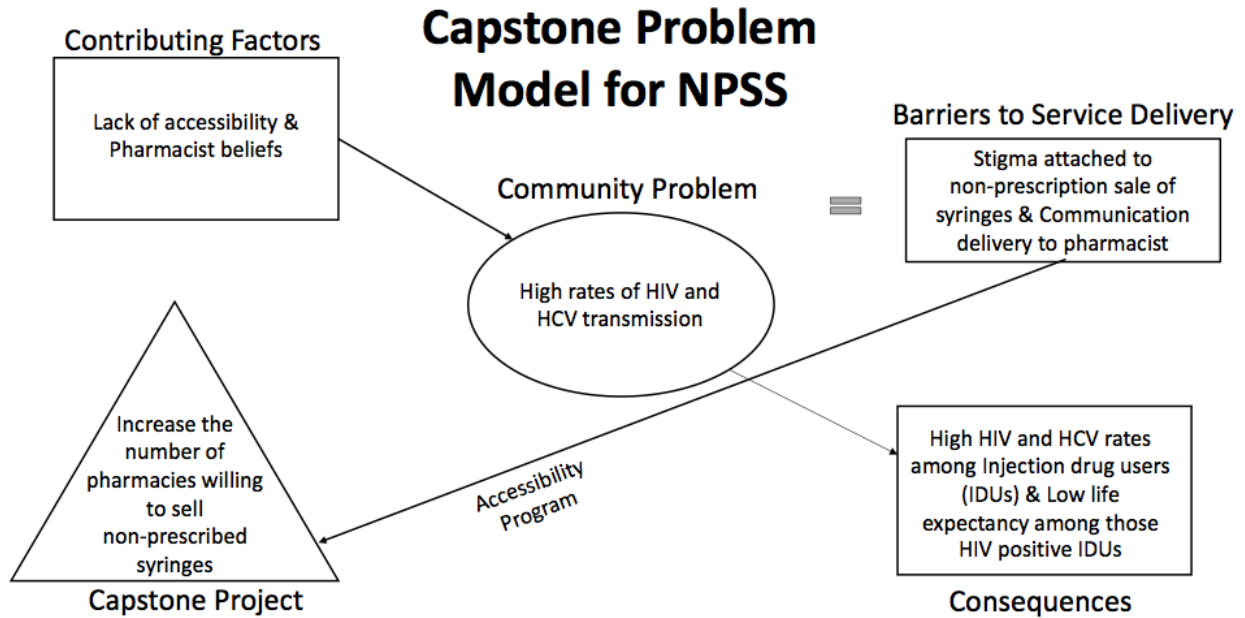 Capstone Problem
Model for NPSS
Contributing Factors
Lack of accessibility &
Pharmacist beliefs
Community Problem
High rates of HIV and
HCV transmission
Barriers to Service Delivery
Stigma attached to
non-prescription sale of
syringes & Communication
delivery to pharmacist
=
Increase the
number of
pharmacies willing
to sell
non-prescribed
syringes
Capstone Project
Accessibility
Program
High HIV and HCV rates
among Injection drug users
(IDUs) & Low life
expectancy among those
HIV positive IDUs
Consequences